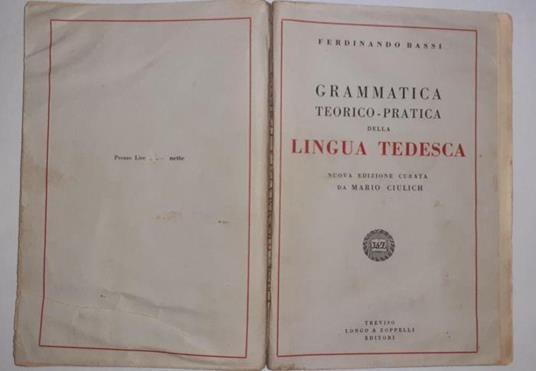 Prezzo Lire . . . nette
FERDINANDO BASSI
GRAMMATICA
TEORICO-PRATICA
DELLA
LINGUA TEDESCA
NUOVA EDIZIONE CURATA
DA MARIO CIULICH
L&Z
TREVISO
LONGO & ZOPPELLI
EDITORI